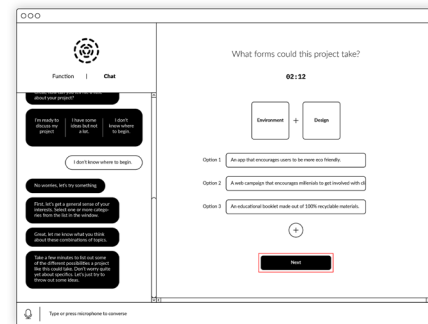 Function | Chat
about your project?
I'm ready to
discuss my
project
I have some
ideas but not
a lot.
I don't
know where
to begin.
I don't know where to begin.
No worries, let's try something.
First, let's get a general sense of your
interests. Select one or more catego-
ries from the list in the window.
Great, let me know what you think
about these combinations of topics.
Take a few minutes to list out some
of the different possibilities a project
like this could take. Don't worry quite
yet about specifics. Let's just try to
throw out some ideas.
Type or press microphone to converse
What forms could this project take?
02:12
Environment + Design
Option 1 An app that encourages users to be more eco friendly.
Option 2 A web campaign that encourages millenials to get involved with
Option 3 An educational booklet made out of 100% recyclable materials.
+
Next